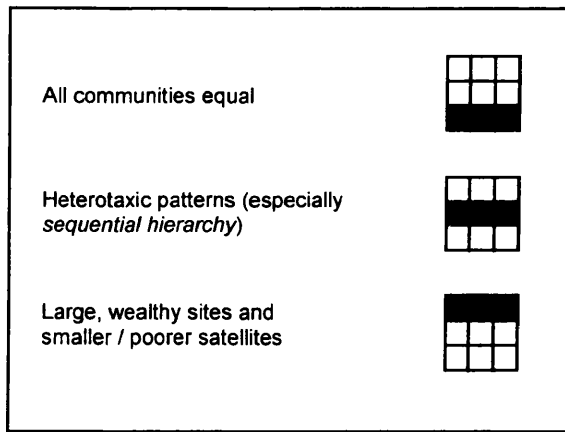 All communities equal
Heterotaxic patterns (especially
sequential hierarchy)
Large, wealthy sites and
smaller / poorer satellites